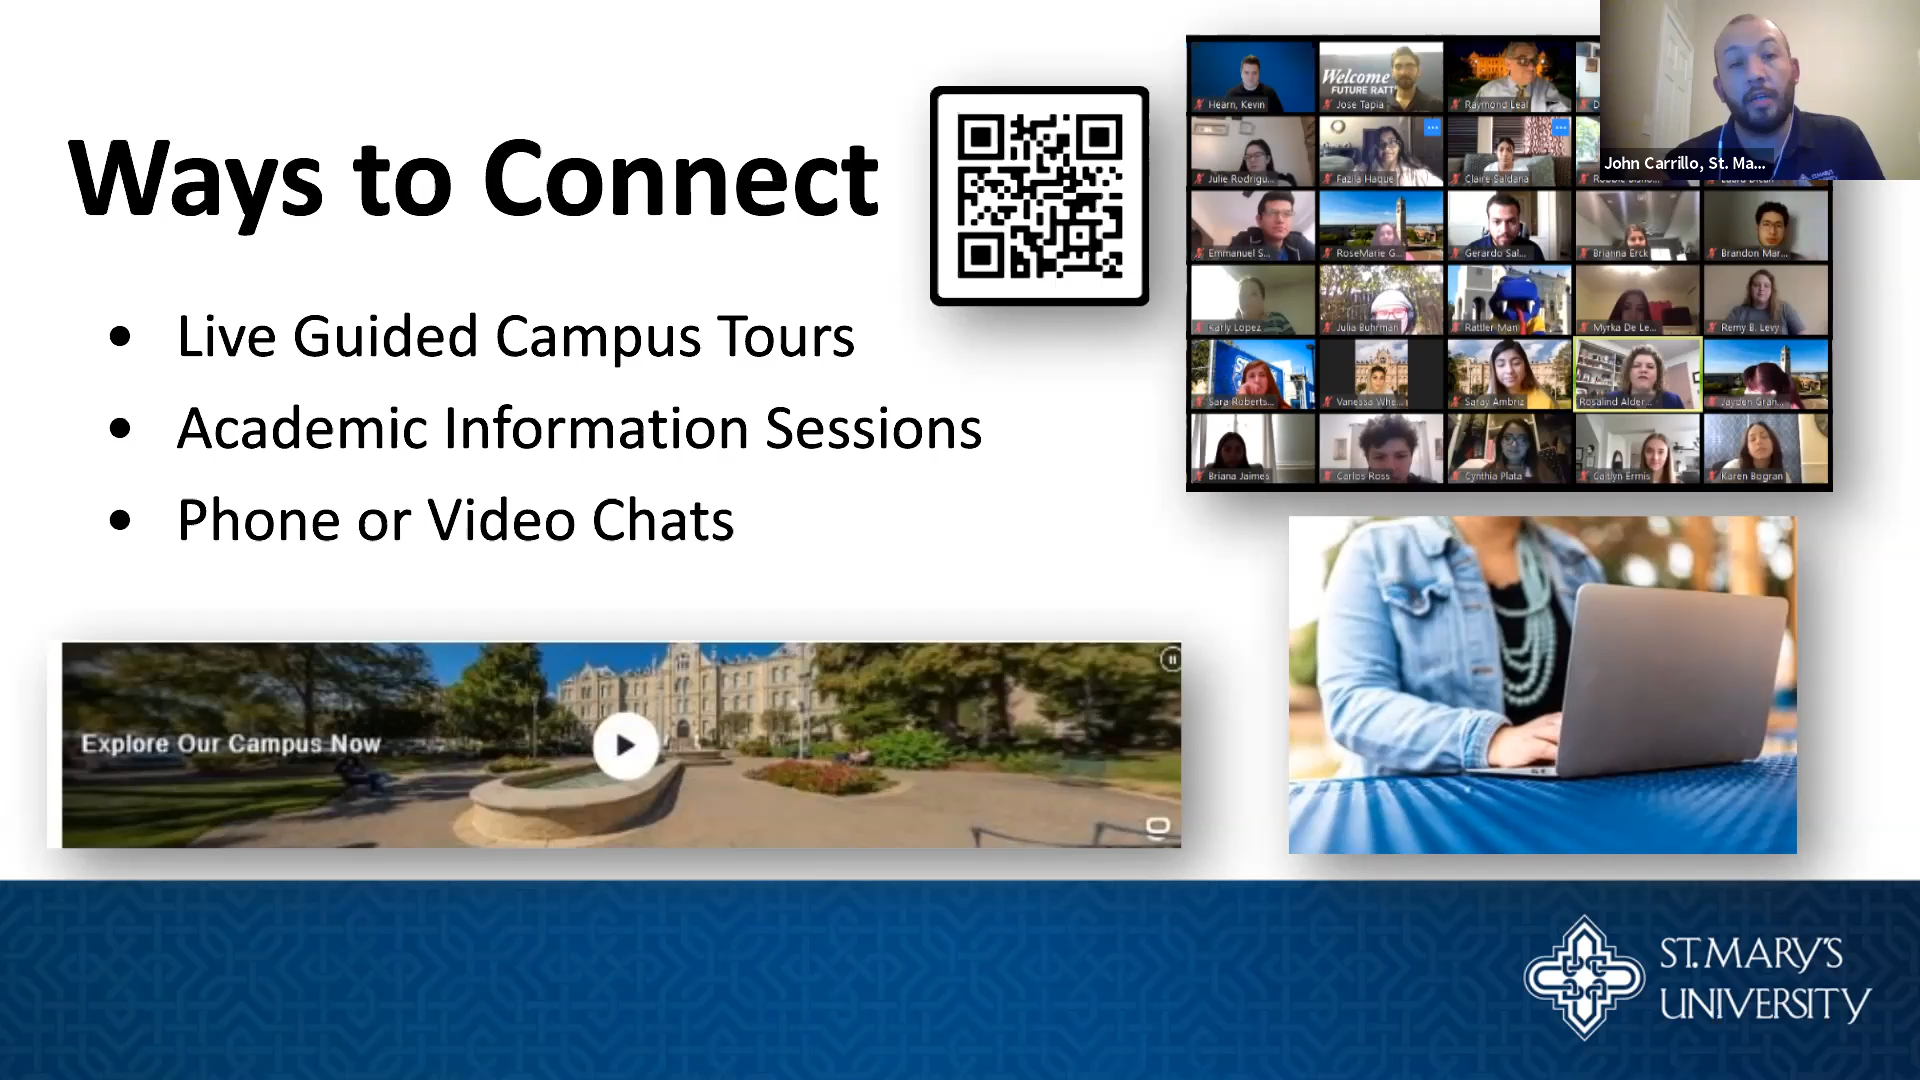 Ways to Connect
• Live Guided Campus Tours
• Academic Information Sessions
• Phone or Video Chats
Explore Our Campus Now
Hearn, Kevin
Welcome
FUTURE RATT
Jose Tapia
Raymond Leal
John Carrillo, St. Ma...
Julie Rodrigu...
Fazila Haque
Claire Saldana
Emmanuel S...
RoseMarie G...
Gerardo Sal...
Brianna Erck
Brandon Mar...
Karly Lopez
Julia Buhrman
Rattler Man
Myrka De Le...
Remy B. Levy
Sara Roberts...
Vanessa Whe...
Saray Ambriz
Rosalind Alder...
Jayden Gran...
Briana Jaimes
Carlos Ross
Cynthia Plata
Caitlyn Ermis
Karen Bogran
ST. MARY'S
UNIVERSITY